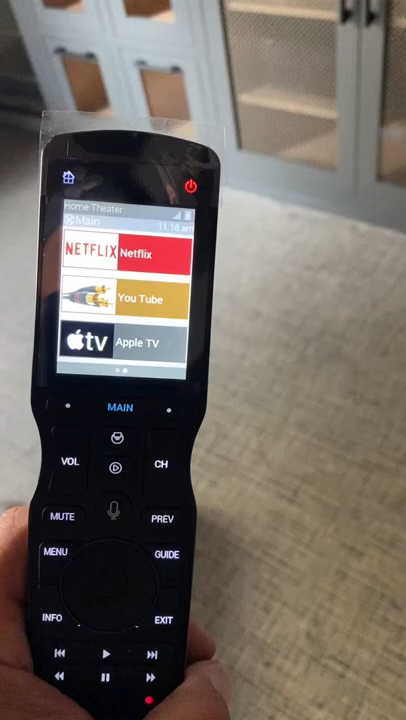 Home Theater
Main
11:18 am
NETFLIX Netflix
You Tube
tv Apple TV
MAIN
VOL
CH
MUTE
PREV
MENU
GUIDE
INFO
EXIT